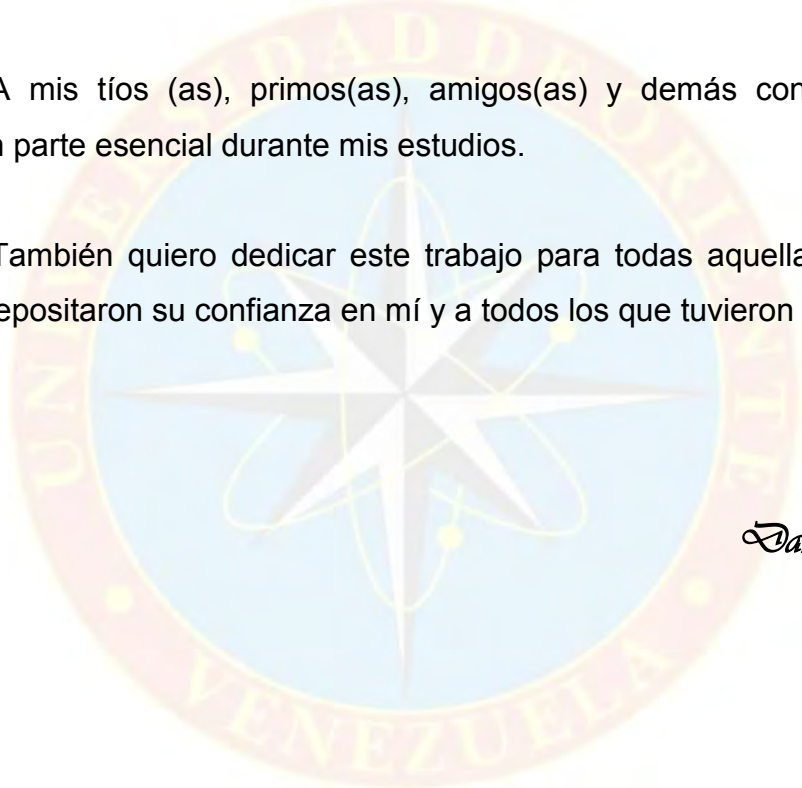 A mis tíos (as), primos(as), amigos(as) y demás con
parte esencial durante mis estudios.
También quiero dedicar este trabajo para todas aquella
epositaron su confianza en mí y a todos los que tuvieron
Da
UNIVERSIDAD DE ORIENTE
VENEZUELA